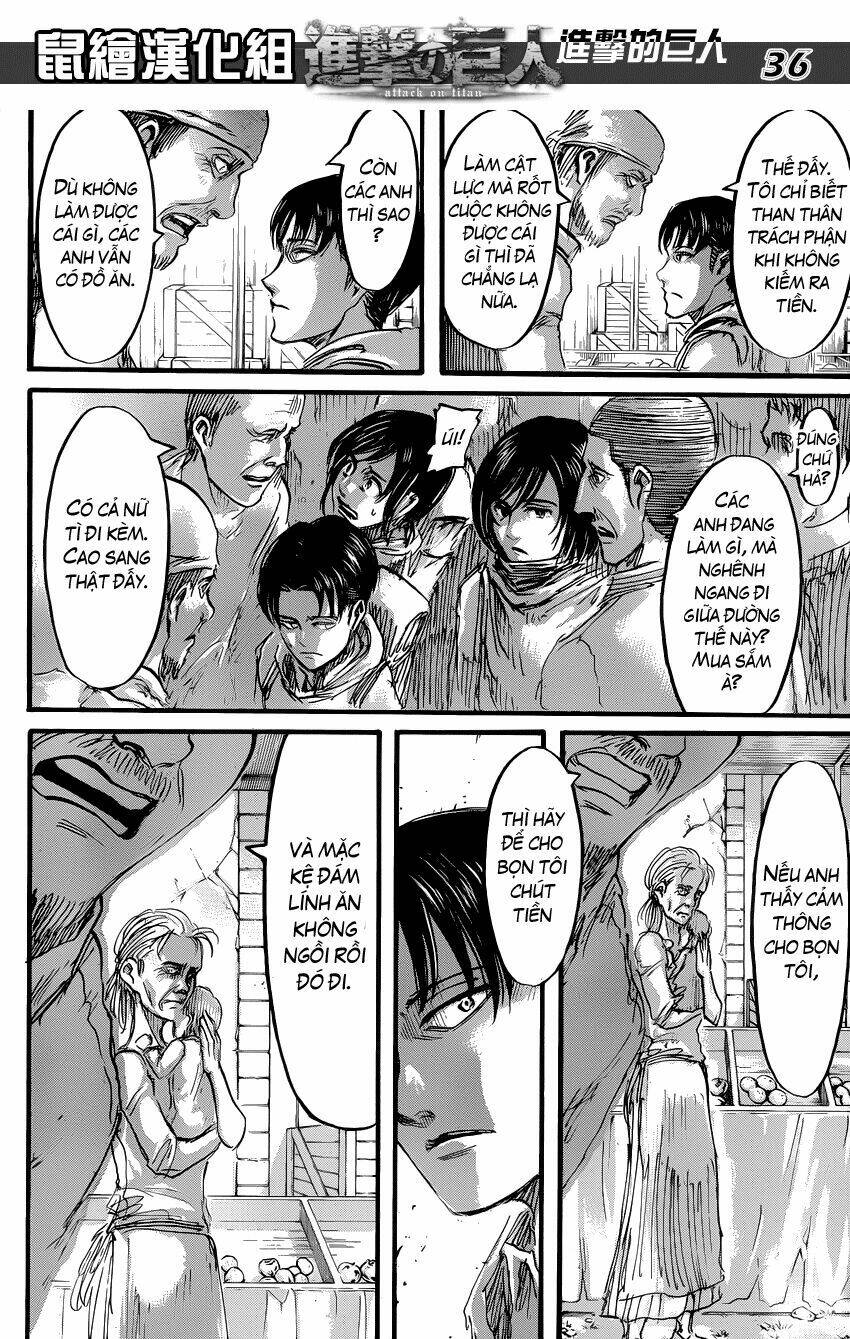 鼠繪漢化組
進撃の巨人
attack on titan
進撃的巨人
36
THẾ ĐẤY.
TÔI CHỈ BIẾT
THAN THÂN
TRÁCH PHẬN
KHI KHÔNG
KIẾM RA
TIỀN.
LÀM CẬT
LỰC MÀ RỐT
CUỘC KHÔNG
ĐƯỢC CÁI
GÌ THÌ ĐÃ
CHẲNG LẠ
NỮA.
CÒN
CÁC ANH
THÌ SAO
?
DÙ KHÔNG
LÀM ĐƯỢC
CÁI GÌ, CÁC
ANH VẪN
CÓ ĐỒ ĂN.
ĐÚNG
CHỨ
HẢ?
CÁC
ANH ĐANG
LÀM GÌ, MÀ
NGHÊNH
NGANG ĐI
GIỮA ĐƯỜNG
THẾ NÀY?
MUA SẮM
À?
ÚI!
CÓ CẢ NỮ
TÌ ĐI KÈM.
CAO SANG
THẬT ĐẤY.
NẾU ANH
THẤY CẢM
THÔNG
CHO BỌN
TÔI,
THÌ HÃY
ĐỂ CHO
BỌN TÔI
CHÚT
TIỀN
VÀ MẶC
KỆ ĐÁM
LÍNH ĂN
KHÔNG
NGỒI RỒI
ĐÓ ĐI.